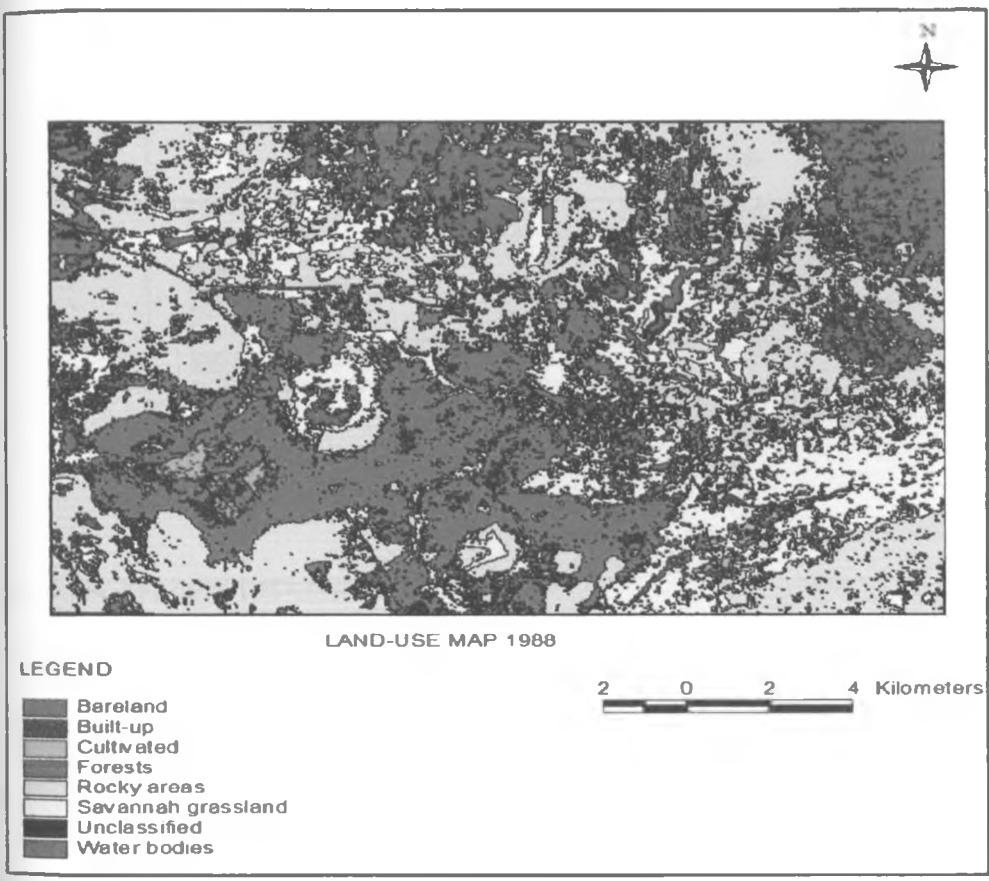 N
LAND-USE MAP 1988
LEGEND
Bareland
Built-up
Cultivated
Forests
Rocky areas
Savannah grassland
Unclassified
Water bodies
2 0 2 4 Kilometers